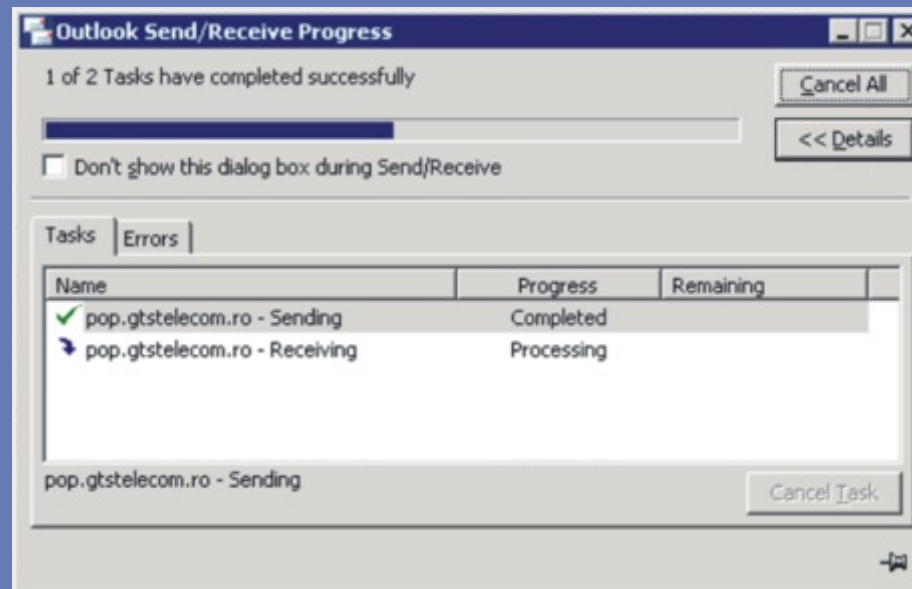 Outlook Send/Receive Progress
1 of 2 Tasks have completed successfully
Cancel All
<< Details
Don't show this dialog box during Send/Receive
Tasks Errors
Name Progress Remaining
pop.gtstelecom.ro - Sending Completed
pop.gtstelecom.ro - Receiving Processing
pop.gtstelecom.ro - Sending
Cancel Task